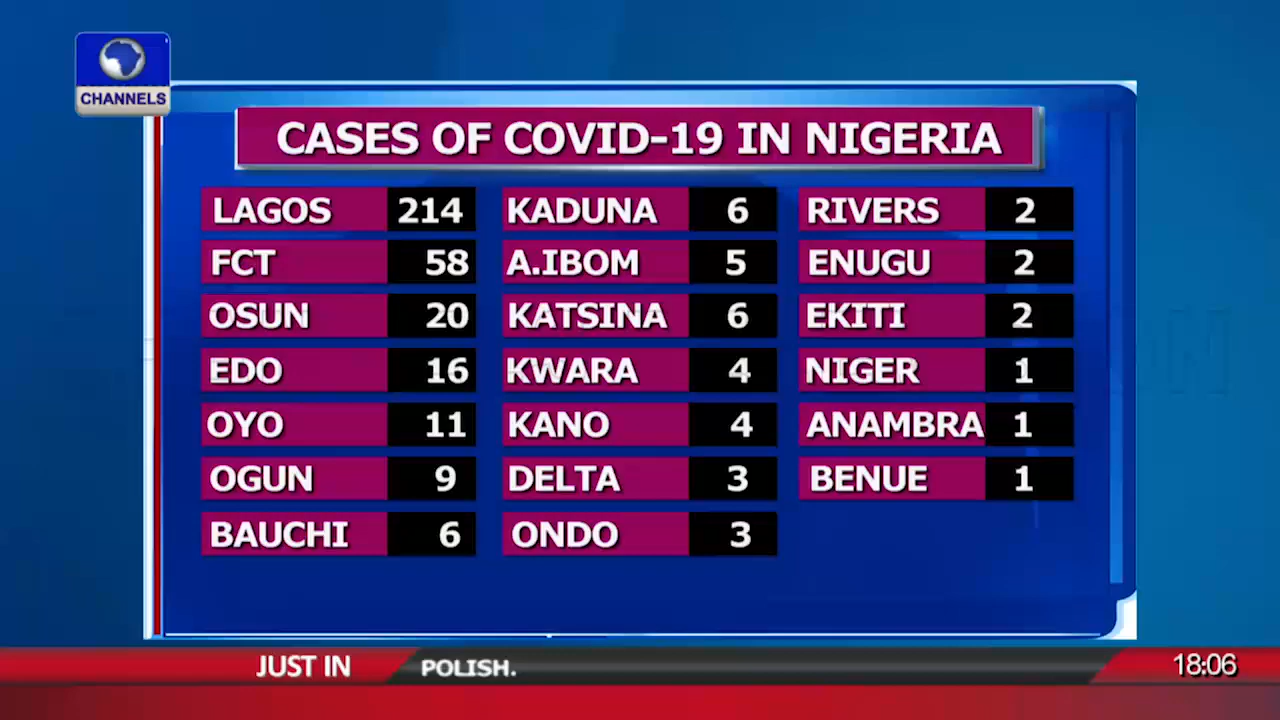 CHANNELS
CASES OF COVID-19 IN NIGERIA
LAGOS 214
FCT 58
OSUN 20
EDO 16
OYO 11
OGUN 9
BAUCHI 6
KADUNA 6
A.IBOM 5
KATSINA 6
KWARA 4
KANO 4
DELTA 3
ONDO 3
RIVERS 2
ENUGU 2
EKITI 2
NIGER 1
ANAMBRA 1
BENUE 1
JUST IN
POLISH.
18:06